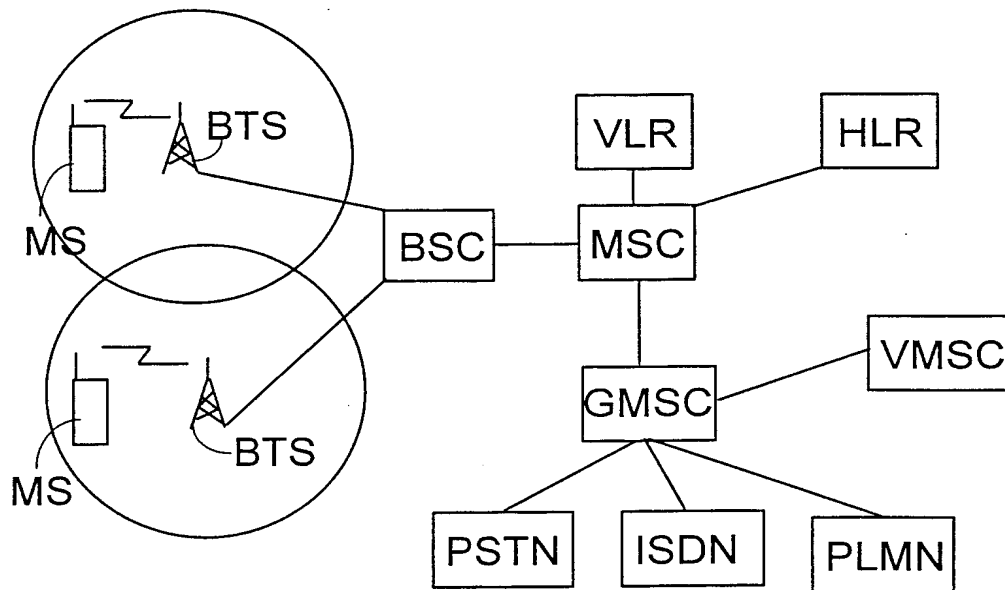 BTS
VLR
HLR
MS
BSC
MSC
VMSC
GMSC
BTS
MS
PSTN
ISDN
PLMN